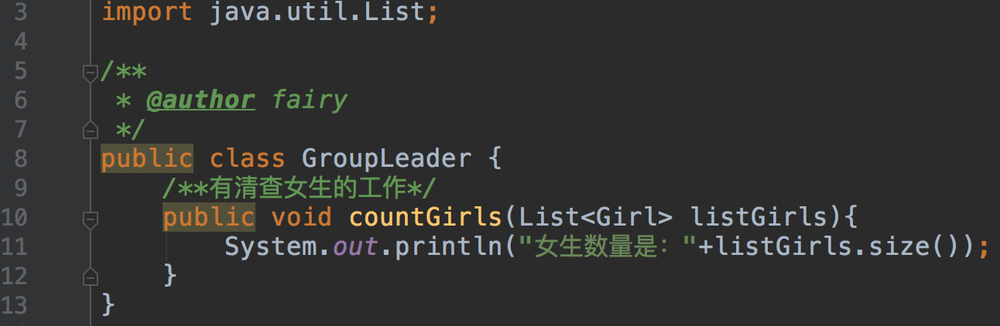 3 import java.util.List;
4
5 /**
6 * @author fairy
7 */
8 public class GroupLeader {
9 /**有清查女生的工作*/
10 public void countGirls(List<Girl> listGirls){
11 System.out.println("女生数量是："+listGirls.size());
12 }
13 }